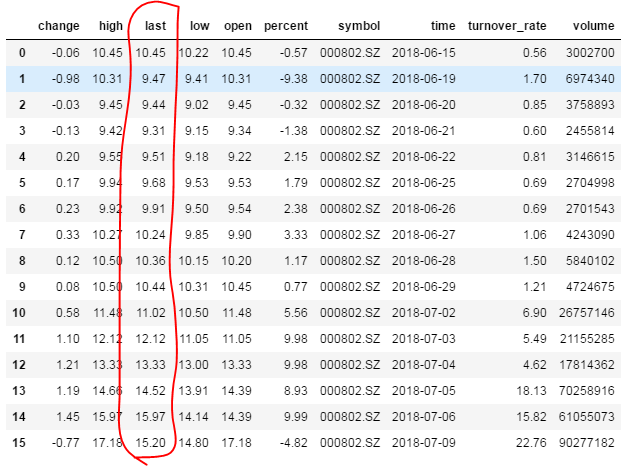 change high last low open percent symbol time turnover_rate volume
0 -0.06 10.45 10.45 10.22 10.45 -0.57 000802.SZ 2018-06-15 0.56 3002700
1 -0.98 10.31 9.47 9.41 10.31 -9.38 000802.SZ 2018-06-19 1.70 6974340
2 -0.03 9.45 9.44 9.02 9.45 -0.32 000802.SZ 2018-06-20 0.85 3758893
3 -0.13 9.42 9.31 9.15 9.34 -1.38 000802.SZ 2018-06-21 0.60 2455814
4 0.20 9.55 9.51 9.18 9.22 2.15 000802.SZ 2018-06-22 0.81 3146615
5 0.17 9.94 9.68 9.53 9.53 1.79 000802.SZ 2018-06-25 0.69 2704998
6 0.23 9.92 9.91 9.50 9.54 2.38 000802.SZ 2018-06-26 0.69 2701543
7 0.33 10.27 10.24 9.85 9.90 3.33 000802.SZ 2018-06-27 1.06 4243090
8 0.12 10.50 10.36 10.15 10.20 1.17 000802.SZ 2018-06-28 1.50 5840102
9 0.08 10.50 10.44 10.31 10.45 0.77 000802.SZ 2018-06-29 1.21 4724675
10 0.58 11.48 11.02 10.50 11.48 5.56 000802.SZ 2018-07-02 6.90 26757146
11 1.10 12.12 12.12 11.05 11.05 9.98 000802.SZ 2018-07-03 5.49 21155285
12 1.21 13.33 13.33 13.00 13.33 9.98 000802.SZ 2018-07-04 4.62 17814362
13 1.19 14.66 14.52 13.91 14.39 8.93 000802.SZ 2018-07-05 18.13 70258916
14 1.45 15.97 15.97 14.14 14.39 9.99 000802.SZ 2018-07-06 15.82 61055073
15 -0.77 17.18 15.20 14.80 17.18 -4.82 000802.SZ 2018-07-09 22.76 90277182